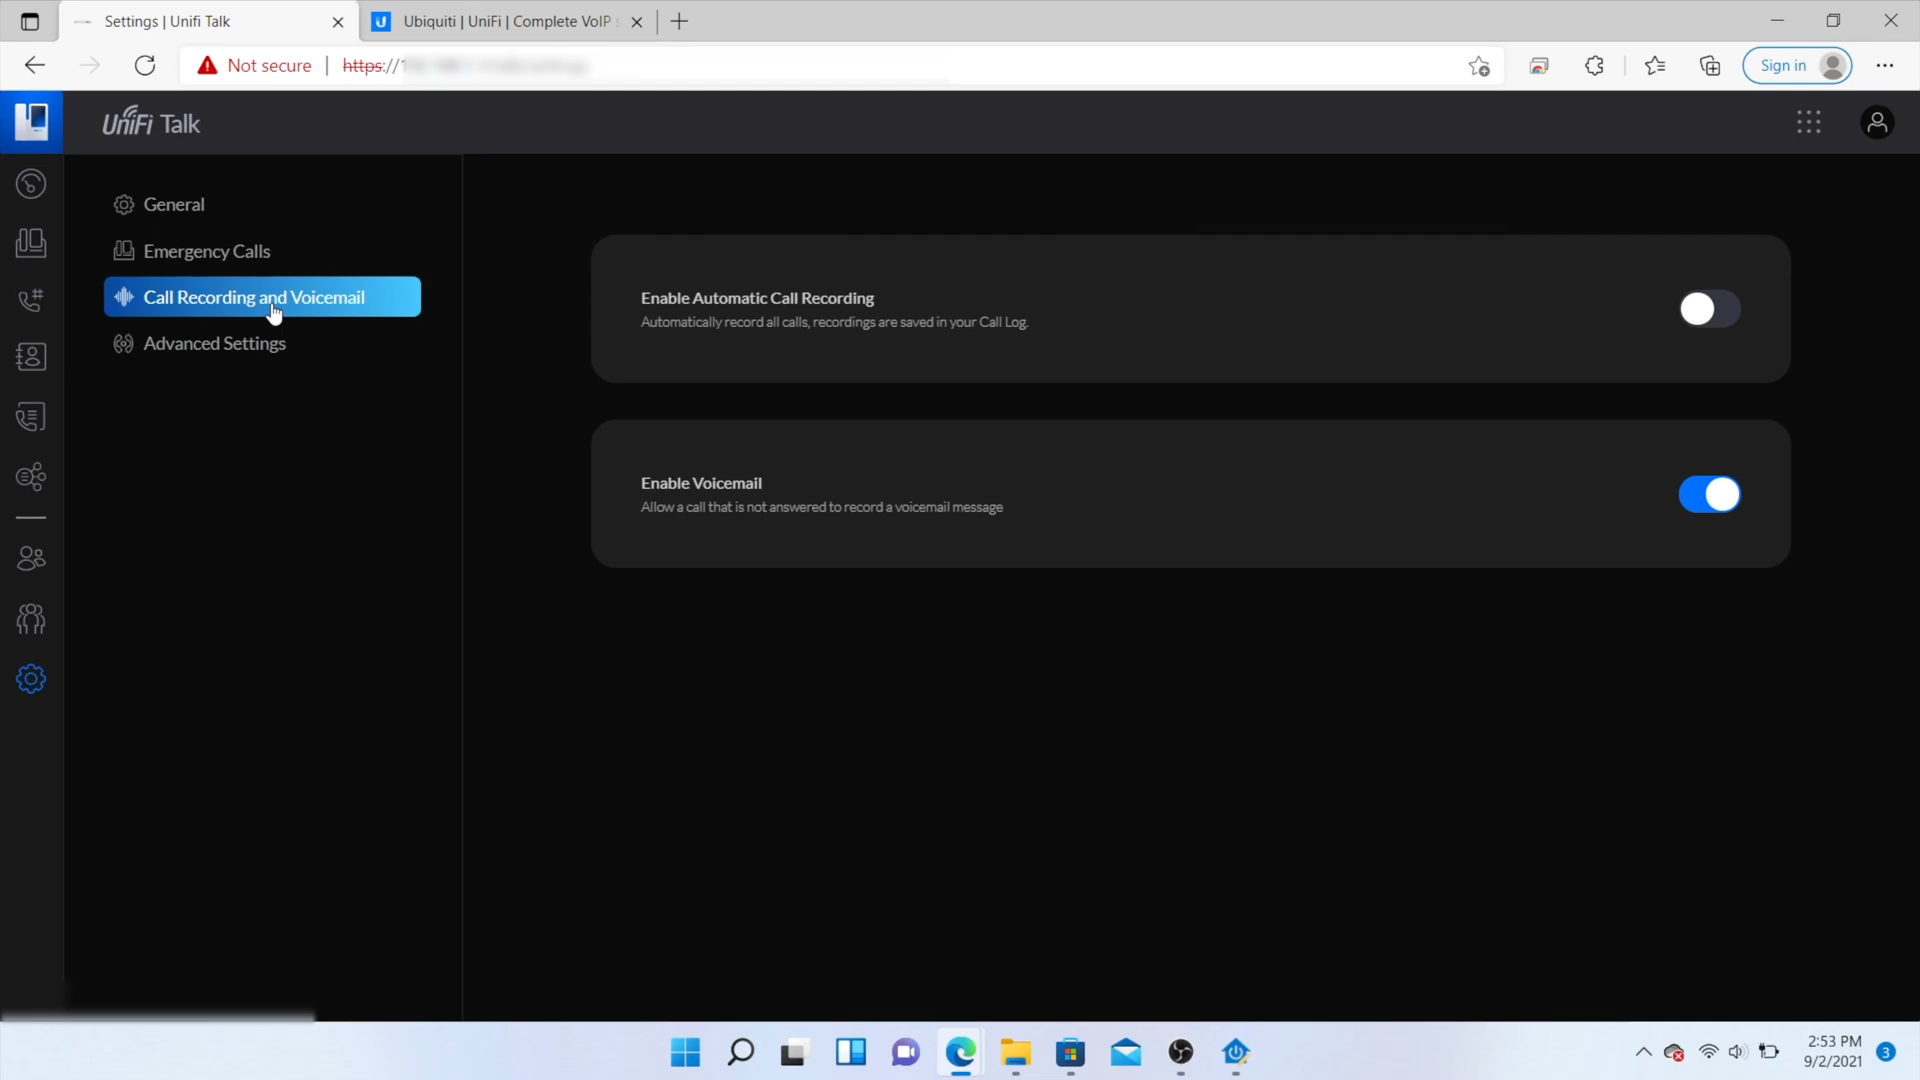 Settings | Unifi Talk
Ubiquiti | UniFi | Complete VoIP
Not secure
https://1
Sign in
UniFi Talk
General
Emergency Calls
Call Recording and Voicemail
Advanced Settings
Enable Automatic Call Recording
Automatically record all calls, recordings are saved in your Call Log.
Enable Voicemail
Allow a call that is not answered to record a voicemail message
2:53 PM
9/2/2021
3